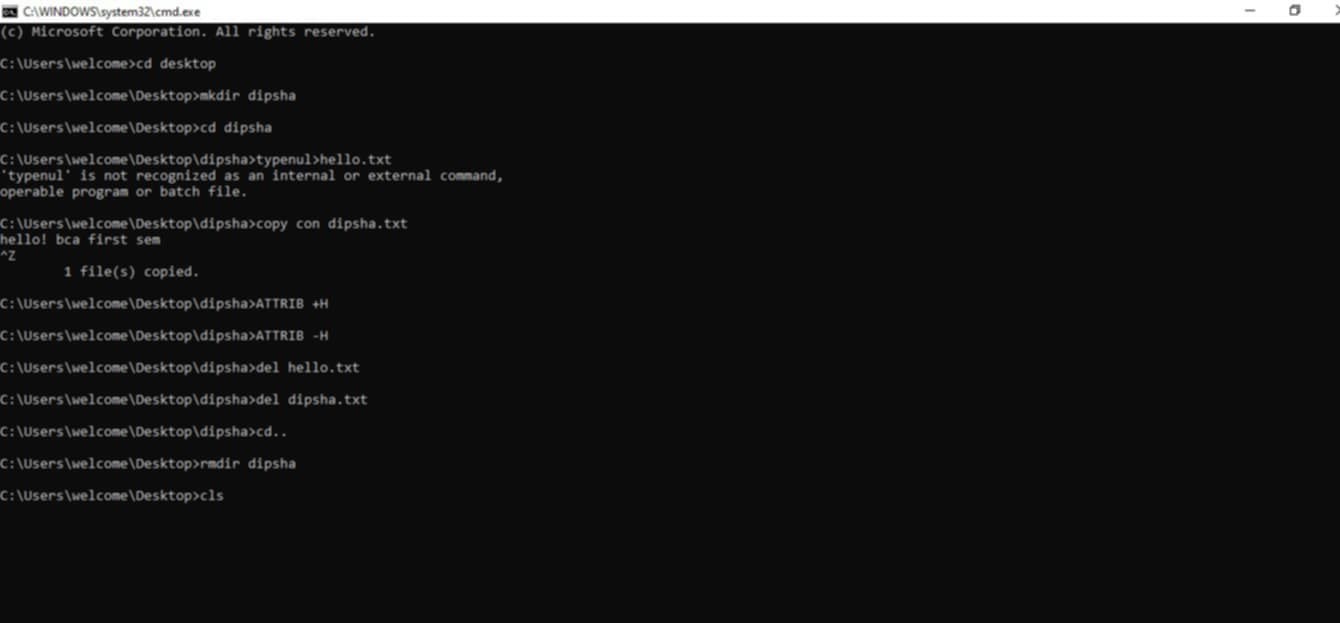 C:\WINDOWS\system32\cmd.exe
(c) Microsoft Corporation. All rights reserved.
C:\Users\welcome>cd desktop
C:\Users\welcome\Desktop>mkdir dipsha
C:\Users\welcome\Desktop>cd dipsha
C:\Users\welcome\Desktop\dipsha>typenul>hello.txt
'typenul' is not recognized as an internal or external command,
operable program or batch file.
C:\Users\welcome\Desktop\dipsha>copy con dipsha.txt
hello! bca first sem
^Z
        1 file(s) copied.
C:\Users\welcome\Desktop\dipsha>ATTRIB +H
C:\Users\welcome\Desktop\dipsha>ATTRIB -H
C:\Users\welcome\Desktop\dipsha>del hello.txt
C:\Users\welcome\Desktop\dipsha>del dipsha.txt
C:\Users\welcome\Desktop\dipsha>cd..
C:\Users\welcome\Desktop>rmdir dipsha
C:\Users\welcome\Desktop>cls